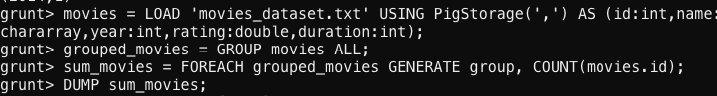 grunt> movies = LOAD 'movies_dataset.txt' USING PigStorage(',') AS (id:int,name:
chararray,year:int,rating:double,duration:int);
grunt> grouped_movies = GROUP movies ALL;
grunt> sum_movies = FOREACH grouped_movies GENERATE group, COUNT(movies.id);
grunt> DUMP sum_movies;